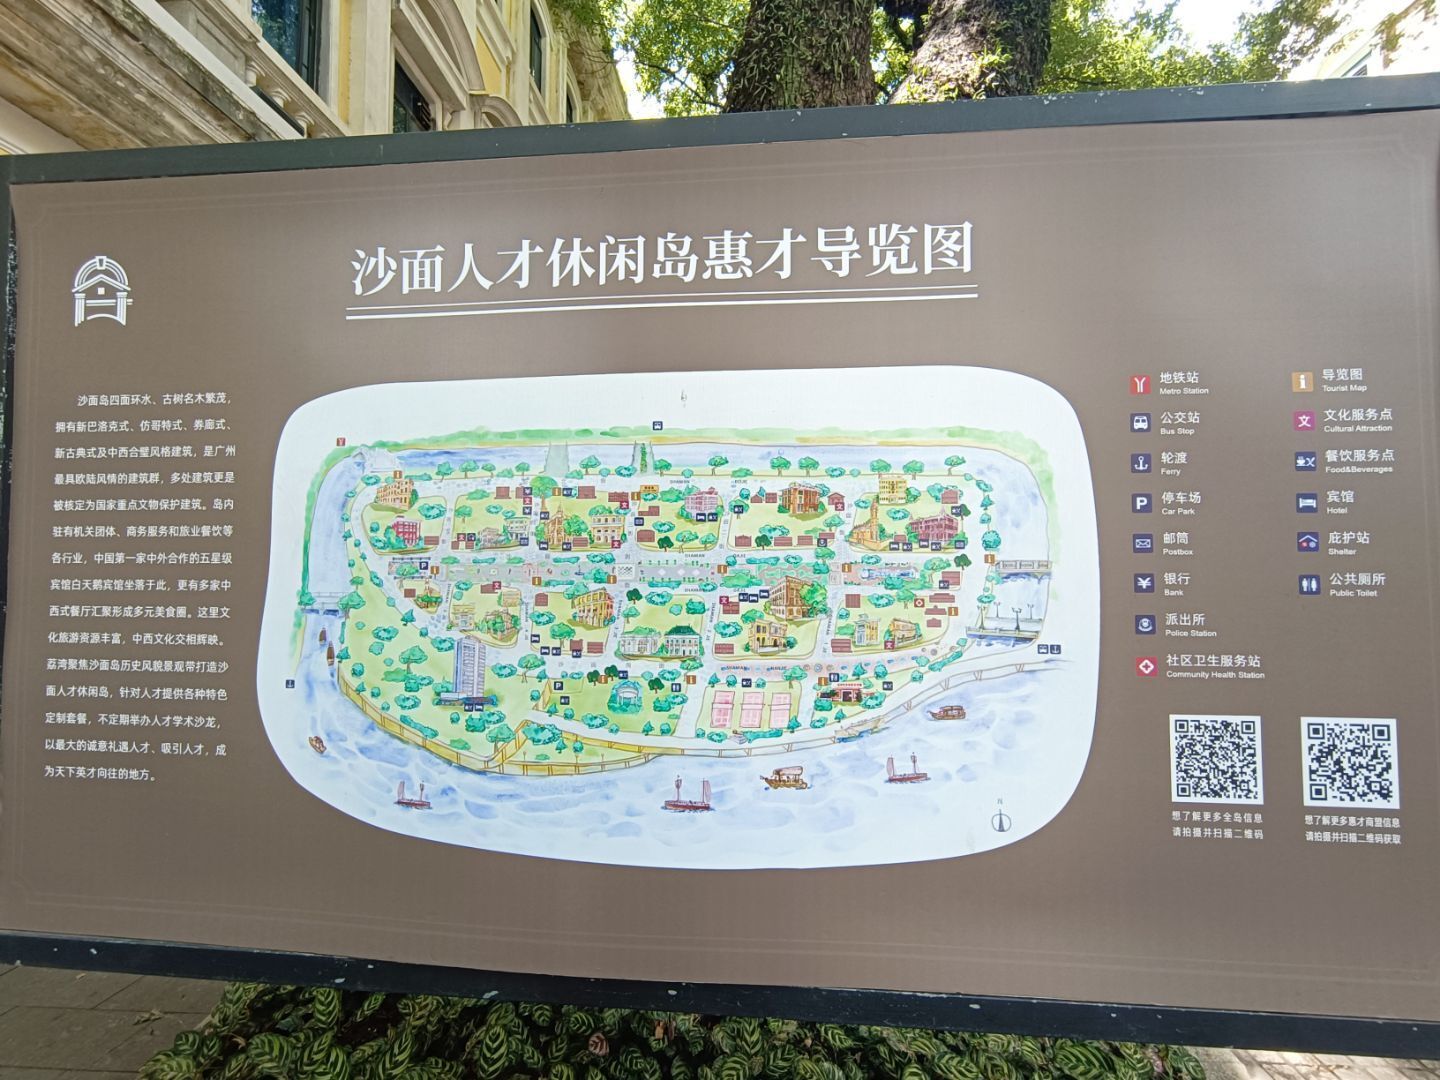 沙面人才休闲岛惠才导览图
沙面岛四面环水、古树名木繁茂，
拥有新巴洛克式、仿哥特式、券廊式、
新古典式及中西合璧风格建筑，是广州
最具欧陆风情的建筑群，多处建筑更是
被核定为国家重点文物保护建筑。岛内
驻有机关团体、商务服务和旅业餐饮等
各行业，中国第一家中外合作的五星级
宾馆白天鹅宾馆坐落于此，更有多家中
西式餐厅汇聚形成多元美食圈。这里文
化旅游资源丰富，中西文化交相辉映。
荔湾聚焦沙面岛历史风貌景观带打造沙
面人才休闲岛，针对人才提供各种特色
定制套餐，不定期举办人才学术沙龙，
以最大的诚意礼遇人才、吸引人才，成
为天下英才向往的地方。
地铁站
Metro Station
公交站
Bus Stop
轮渡
Ferry
P
停车场
Car Park
邮筒
Postbox
¥
银行
Bank
派出所
Police Station
社区卫生服务站
Community Health Station
i
导览图
Tourist Map
文
文化服务点
Cultural Attraction
餐饮服务点
Food&Beverages
宾馆
Hotel
庇护站
Shelter
公共厕所
Public Toilet
想了解更多全岛信息
请拍摄并扫描二维码
想了解更多惠才商盟信息
请拍摄并扫描二维码获取
N